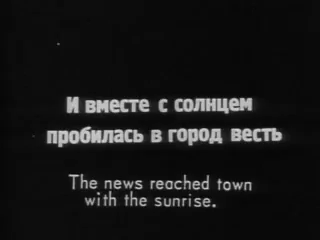 И вместе с солнцем
пробилась в город весть
The news reached town
with the sunrise.